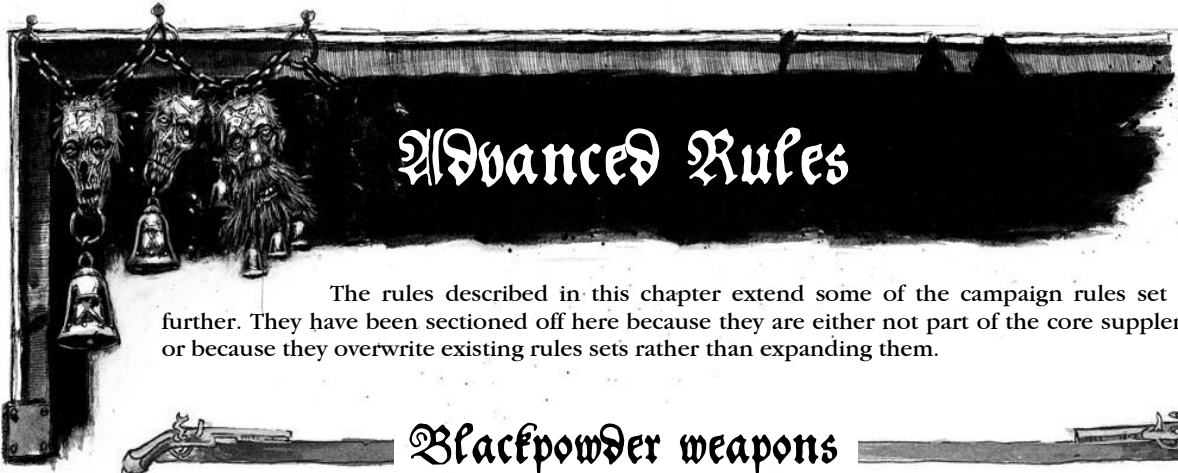 Advanced Rules
The rules described in this chapter extend some of the campaign rules set
further. They have been sectioned off here because they are either not part of the core
or because they overwrite existing rules sets rather than expanding them.
Blackpowder weapons